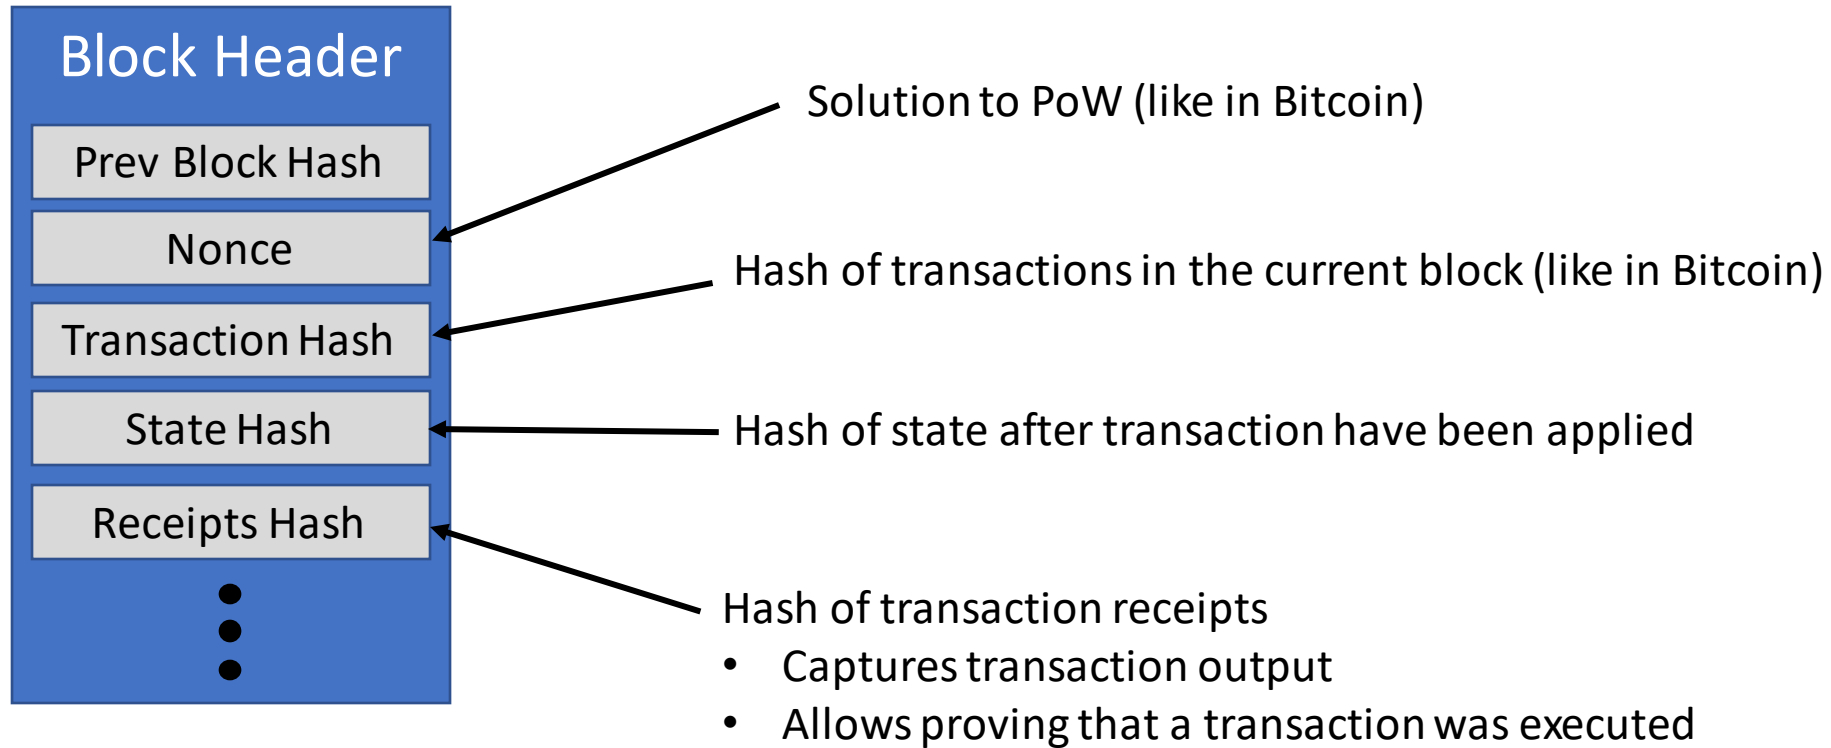 Block Header
Prev Block Hash
Nonce
Transaction Hash
State Hash
Receipts Hash
Solution to PoW (like in Bitcoin)
Hash of transactions in the current block (like in Bitcoin)
Hash of state after transaction have been applied
Hash of transaction receipts
• Captures transaction output
• Allows proving that a transaction was executed